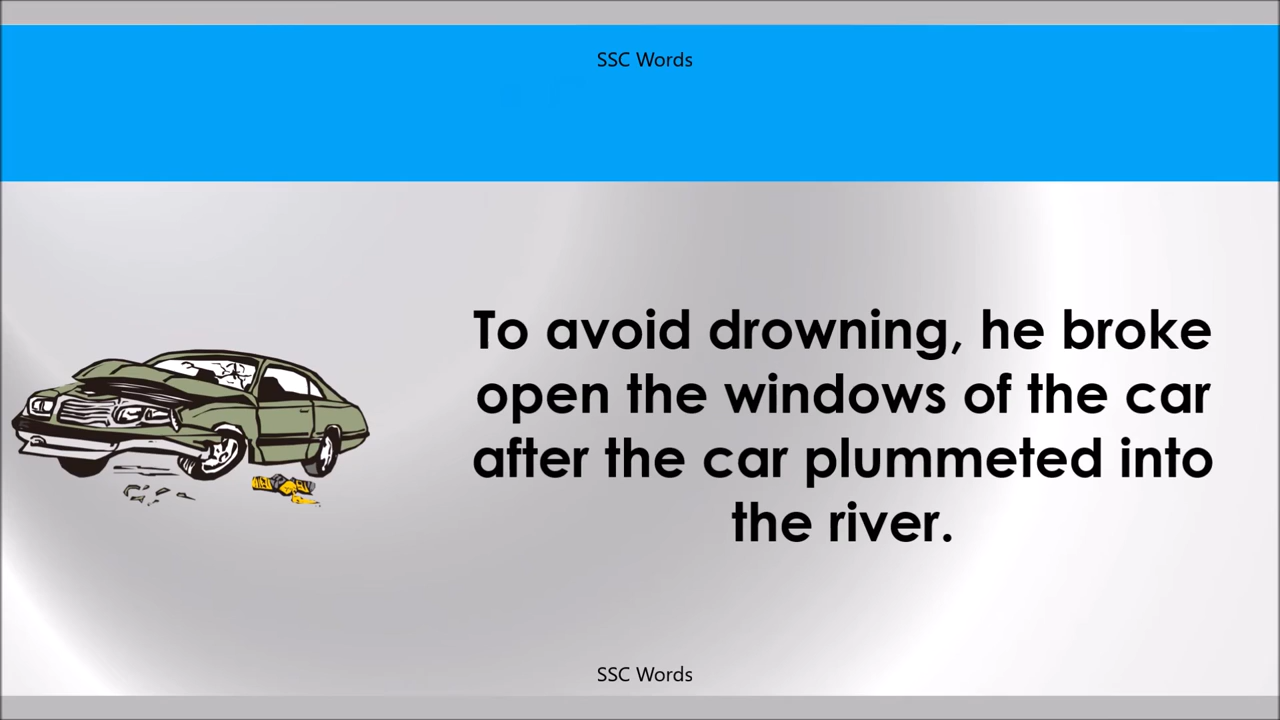 SSC Words
To avoid drowning, he broke
open the windows of the car
after the car plummeted into
the river.
SSC Words